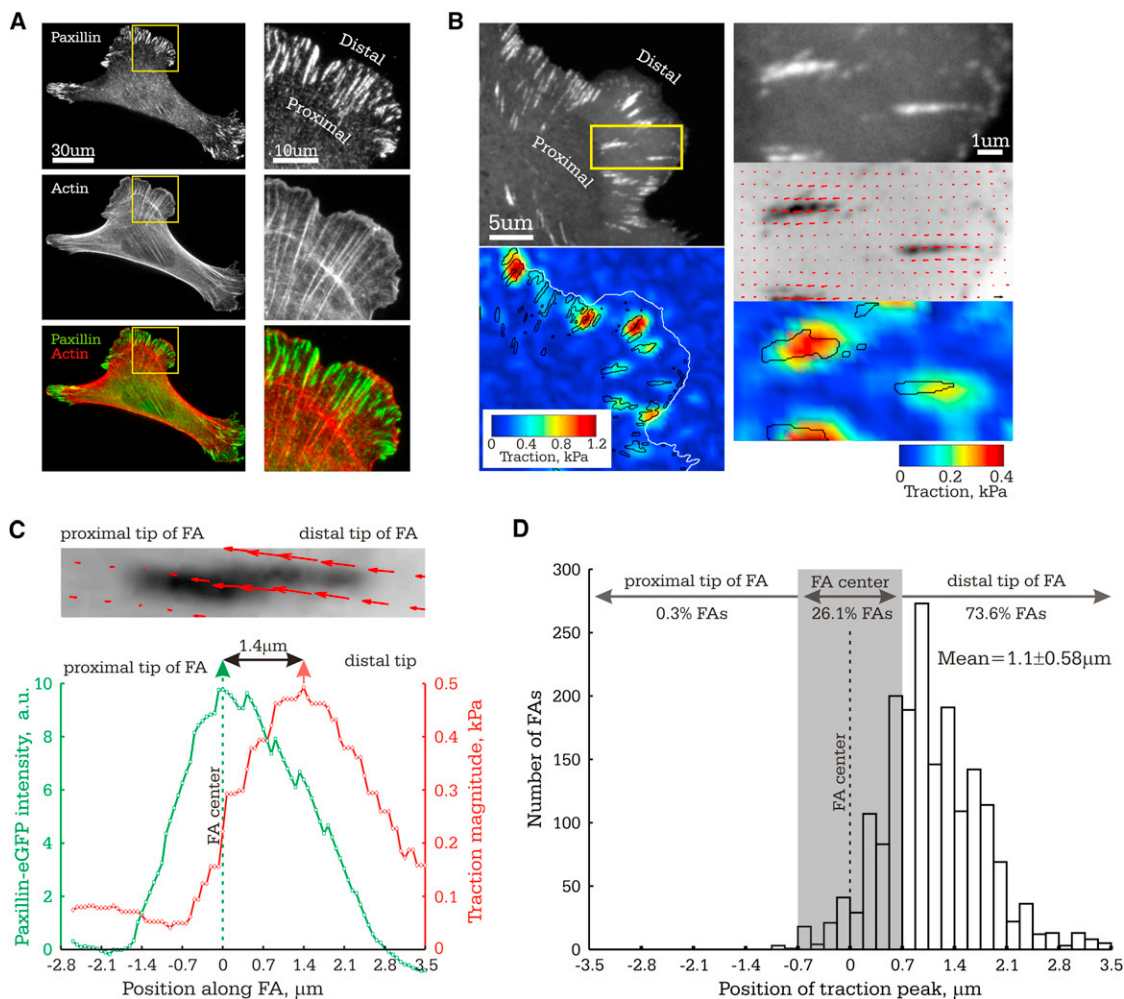 A
Paxillin
30um
Distal
Proximal
10um
Actin
Paxillin
Actin
B
Distal
Proximal
5um
1um
0 0.4 0.8 1.2
Traction, kPa
0 0.2 0.4
Traction, kPa
C
proximal tip of FA distal tip of FA
1.4μm
proximal tip of FA distal tip
10
8
6
4
2
0
Paxillin-eGFP intensity, a.u.
FA center
0.5
0.4
0.3
0.2
0.1
0
Traction magnitude, kPa
-2.8 -2.1 -1.4 -0.7 0 0.7 1.4 2.1 2.8 3.5
Position along FA, μm
D
300
250
200
150
100
50
0
Number of FAs
proximal tip of FA FA center distal tip of FA
0.3% FAs 26.1% FAs 73.6% FAs
Mean=1.1±0.58μm
FA center
-3.5 -2.8 -2.1 -1.4 -0.7 0 0.7 1.4 2.1 2.8 3.5
Position of traction peak, μm